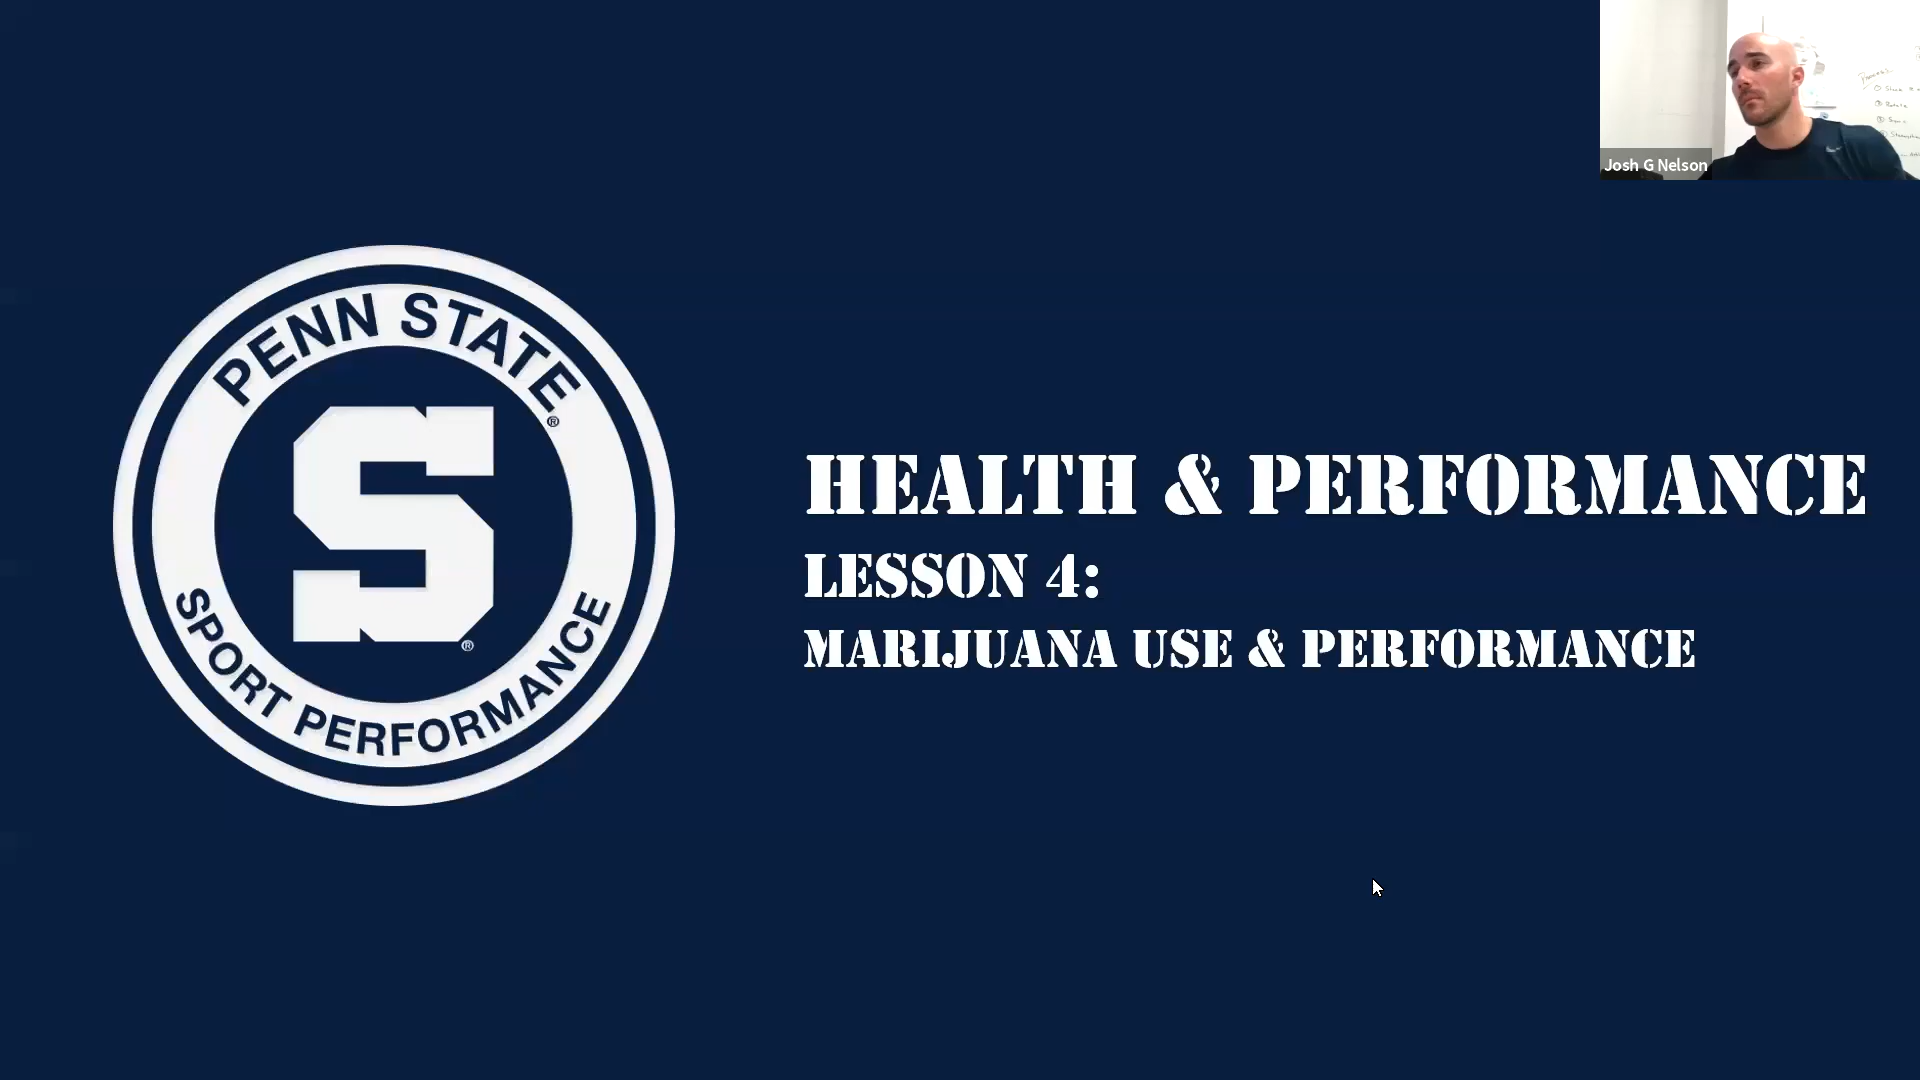 PENN STATE®
S®
SPORT PERFORMANCE
HEALTH & PERFORMANCE
LESSON 4:
MARIJUANA USE & PERFORMANCE
Josh G Nelson